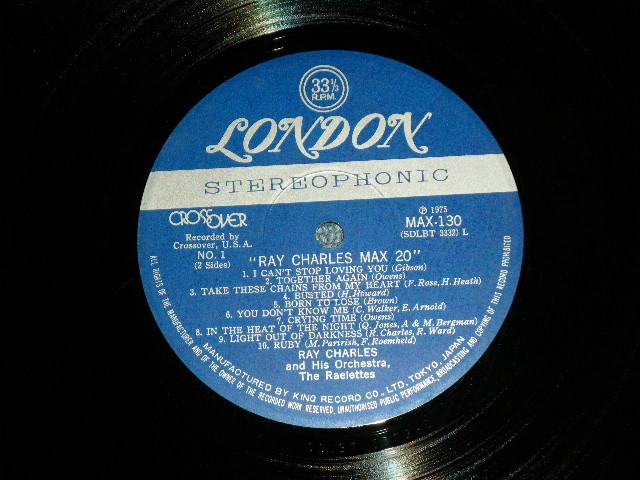 33⅓
R.P.M.
LONDON
STEREOPHONIC
CROSSOVER
Recorded by
Crossover, U.S.A.
NO. 1
(2 Sides)
℗ 1975
MAX-130
(SDLBT 3332) L
"RAY CHARLES MAX 20"
1. I CAN'T STOP LOVING YOU (Gibson)
2. TOGETHER AGAIN (Owens)
3. TAKE THESE CHAINS FROM MY HEART (F. Rose, H. Heath)
4. BUSTED (H. Howard)
5. BORN TO LOSE (Brown)
6. YOU DON'T KNOW ME (C. Walker, E. Arnold)
7. CRYING TIME (Owens)
8. IN THE HEAT OF THE NIGHT (Q. Jones, A & M. Bergman)
9. LIGHT OUT OF DARKNESS (R. Charles, R. Ward)
10. RUBY (M. Parirish, F. Roemheld)
RAY CHARLES
and His Orchestra,
The Raelettes
MANUFACTURED BY KING RECORD CO., LTD. TOKYO, JAPAN
ALL RIGHTS OF THE MANUFACTURER AND OF THE OWNER OF THE RECORDED WORK RESERVED. UNAUTHORISED PUBLIC PERFORMANCE, BROADCASTING AND COPYING OF THIS RECORD PROHIBITED